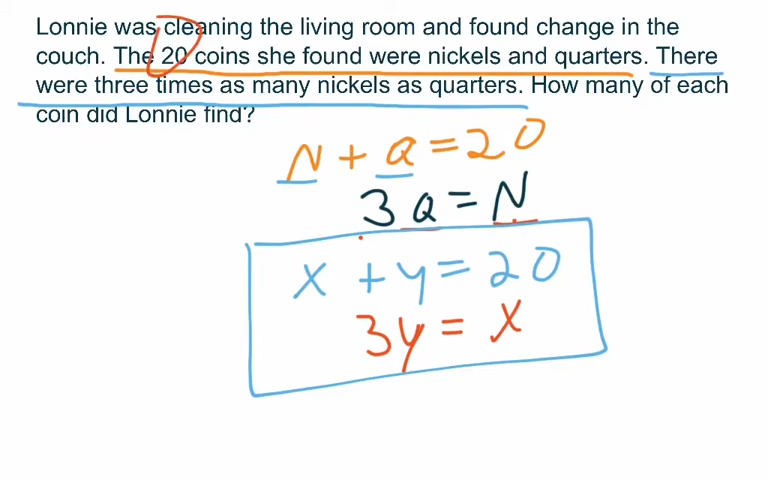 Lonnie was cleaning the living room and found change in the
couch. The 20 coins she found were nickels and quarters. There
were three times as many nickels as quarters. How many of each
coin did Lonnie find?
N + Q = 20
3Q = N
x + y = 20
3y = x